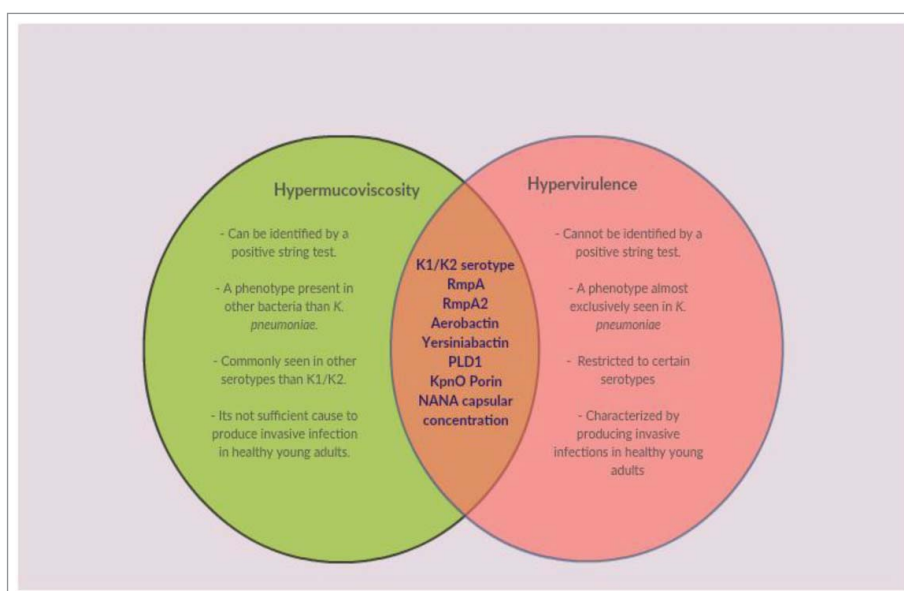 Hypermucoviscosity
- Can be identified by a
positive string test.
- A phenotype present in
other bacteria than K.
pneumoniae.
- Commonly seen in other
serotypes than K1/K2.
- Its not sufficient cause to
produce invasive infection
in healthy young adults.
K1/K2 serotype
RmpA
RmpA2
Aerobactin
Yersiniabactin
PLD1
KpnO Porin
NANA capsular
concentration
Hypervirulence
- Cannot be identified by a
positive string test.
- A phenotype almost
exclusively seen in K.
pneumoniae
- Restricted to certain
serotypes
- Characterized by
producing invasive
infections in healthy young
adults